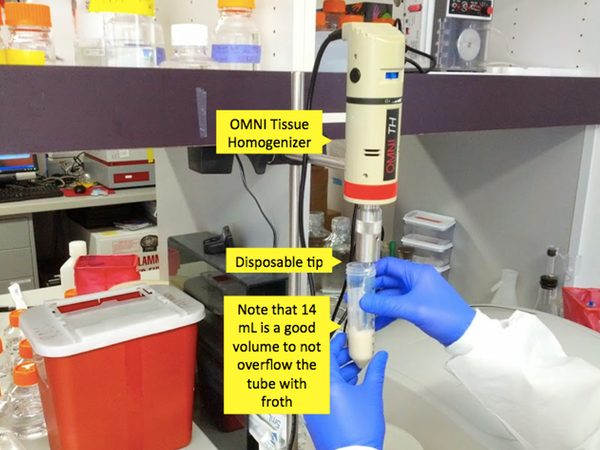 OMNI Tissue
Homogenizer
OMNI TH
Disposable tip
Note that 14
mL is a good
volume to not
overflow the
tube with
froth